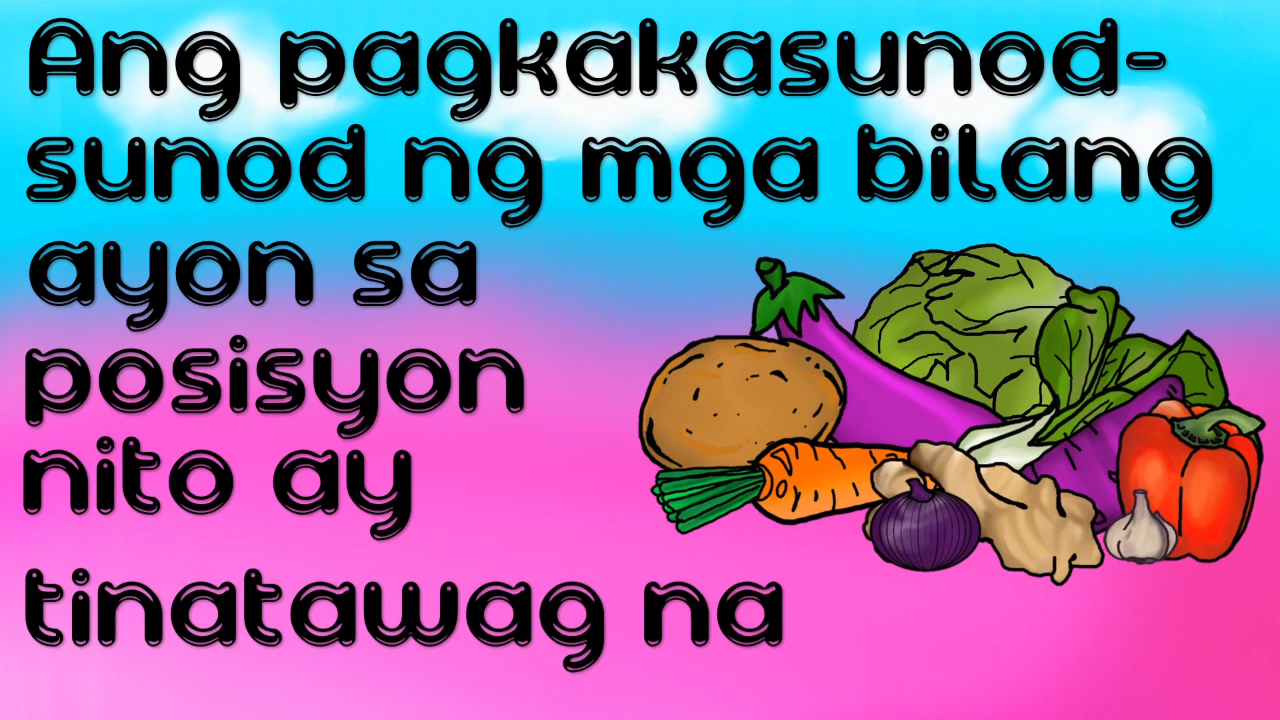 Ang pagkakasunod-
sunod ng mga bilang
ayon sa
posisyon
nito ay
tinatawag na